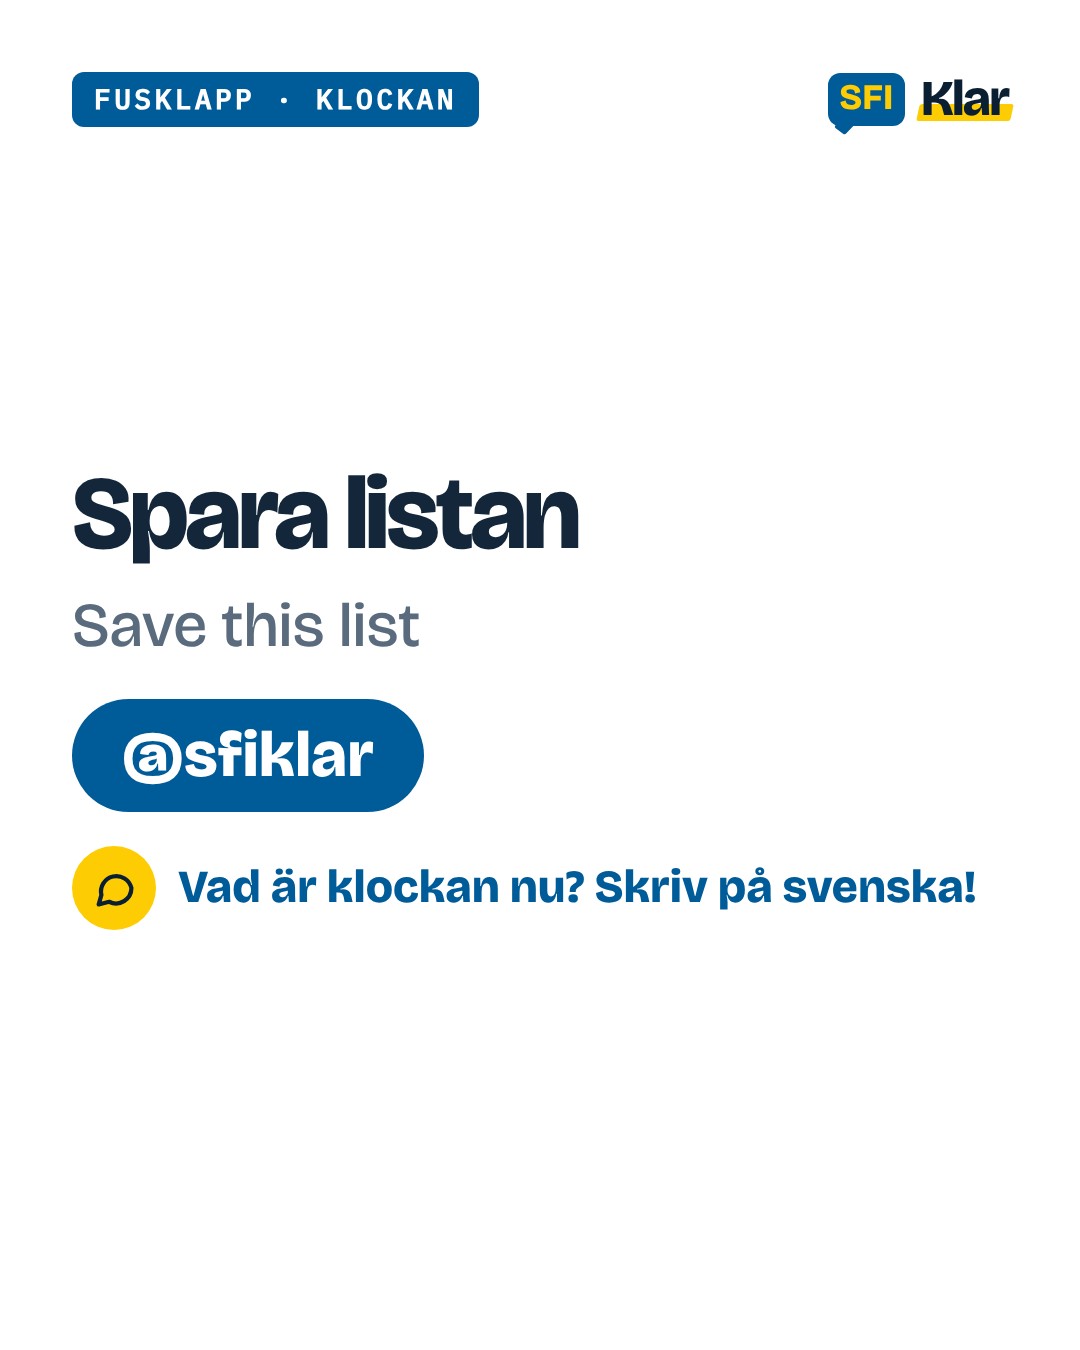 FUSKLAPP · KLOCKAN
SFI Klar
Spara listan
Save this list
@sfiklar
Vad är klockan nu? Skriv på svenska!